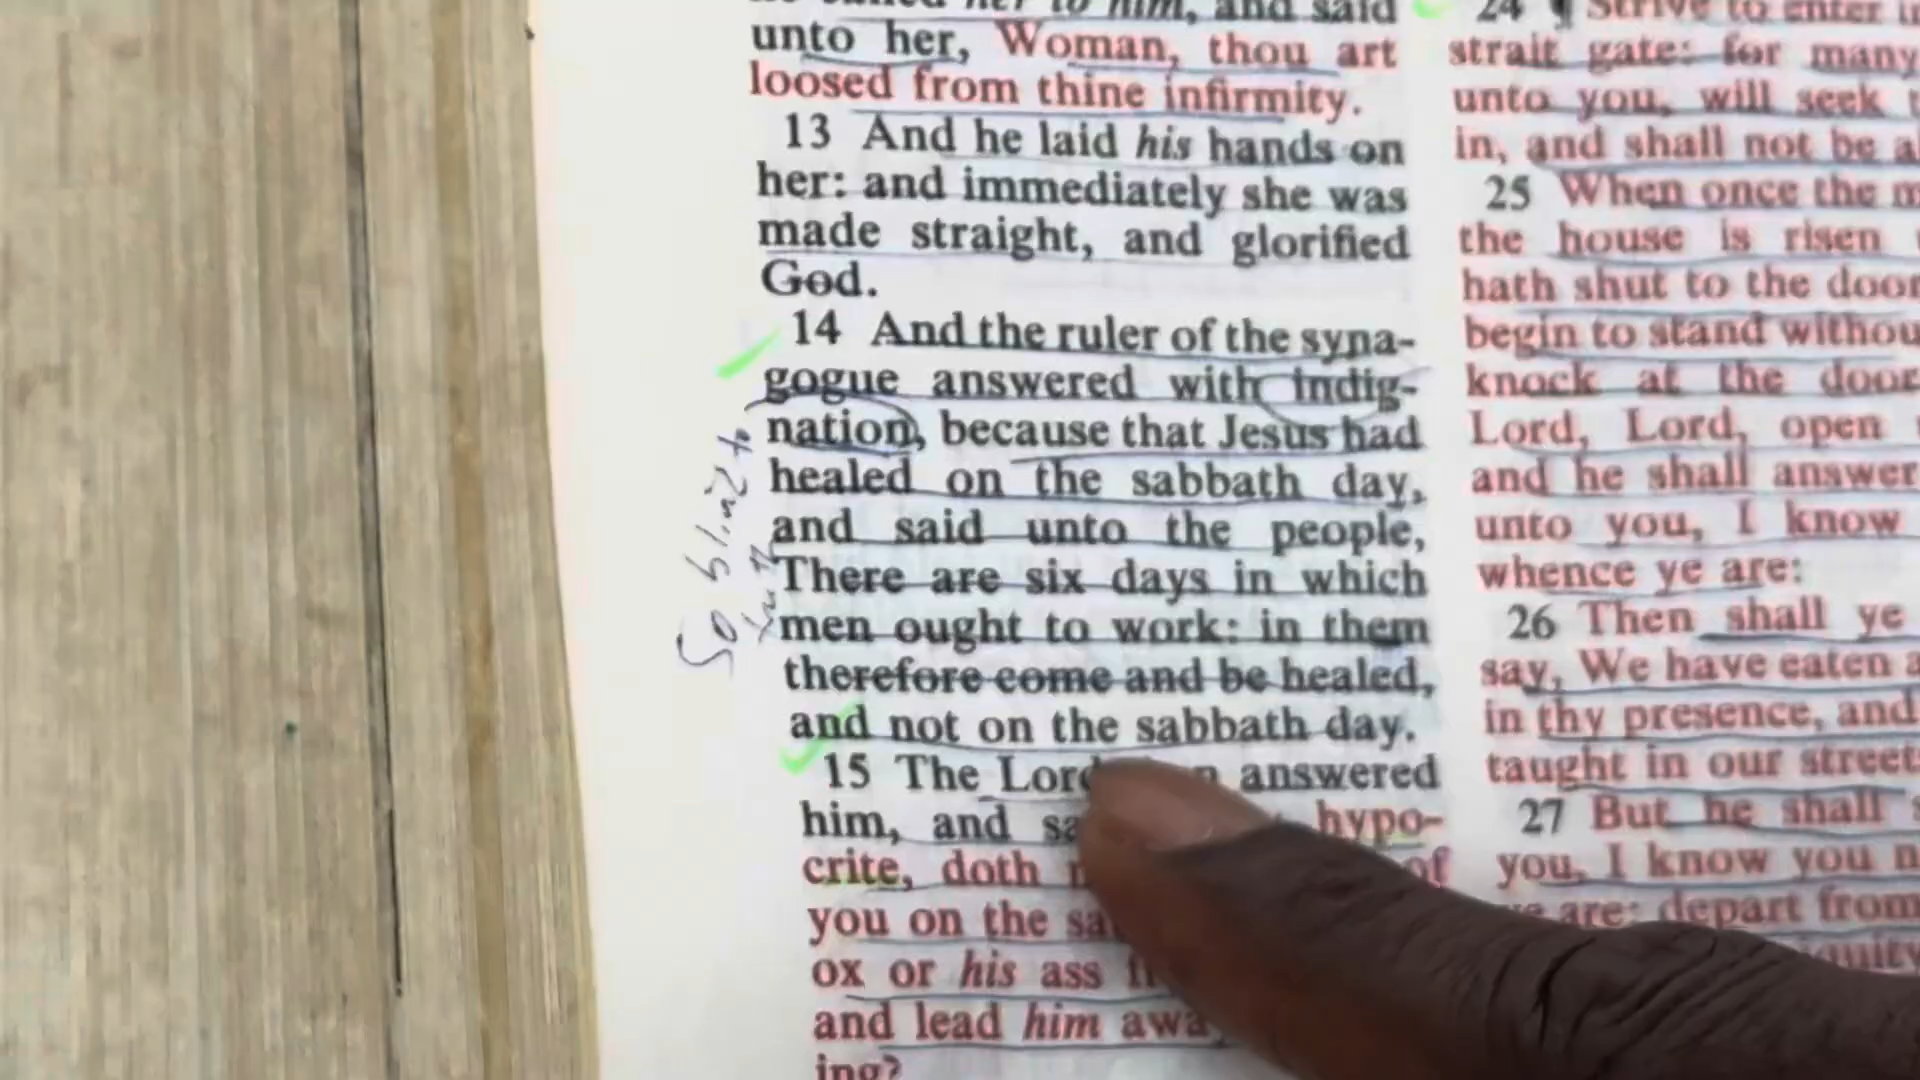 her to him, and said
unto her, Woman, thou art
loosed from thine infirmity.
13 And he laid his hands on
her: and immediately she was
made straight, and glorified
God.
14 And the ruler of the syna-
gogue answered with indig-
nation, because that Jesus had
healed on the sabbath day,
and said unto the people,
There are six days in which
men ought to work: in them
therefore come and be healed,
and not on the sabbath day.
15 The Lord answered
him, and hypo-
crite, doth of
you on the
ox or his ass
and lead him
ing?
So blind to
24 ¶ Strive to enter
strait gate: for many
unto you, will seek
in, and shall not be
25 When once the
the house is risen
hath shut to the door
begin to stand
knock at the door
Lord, Lord, open
and he shall answer
unto you, I know
whence ye are:
26 Then shall ye
say, We have eaten
in thy presence, and
taught in our
27 But he shall
you, I know you
are: depart from